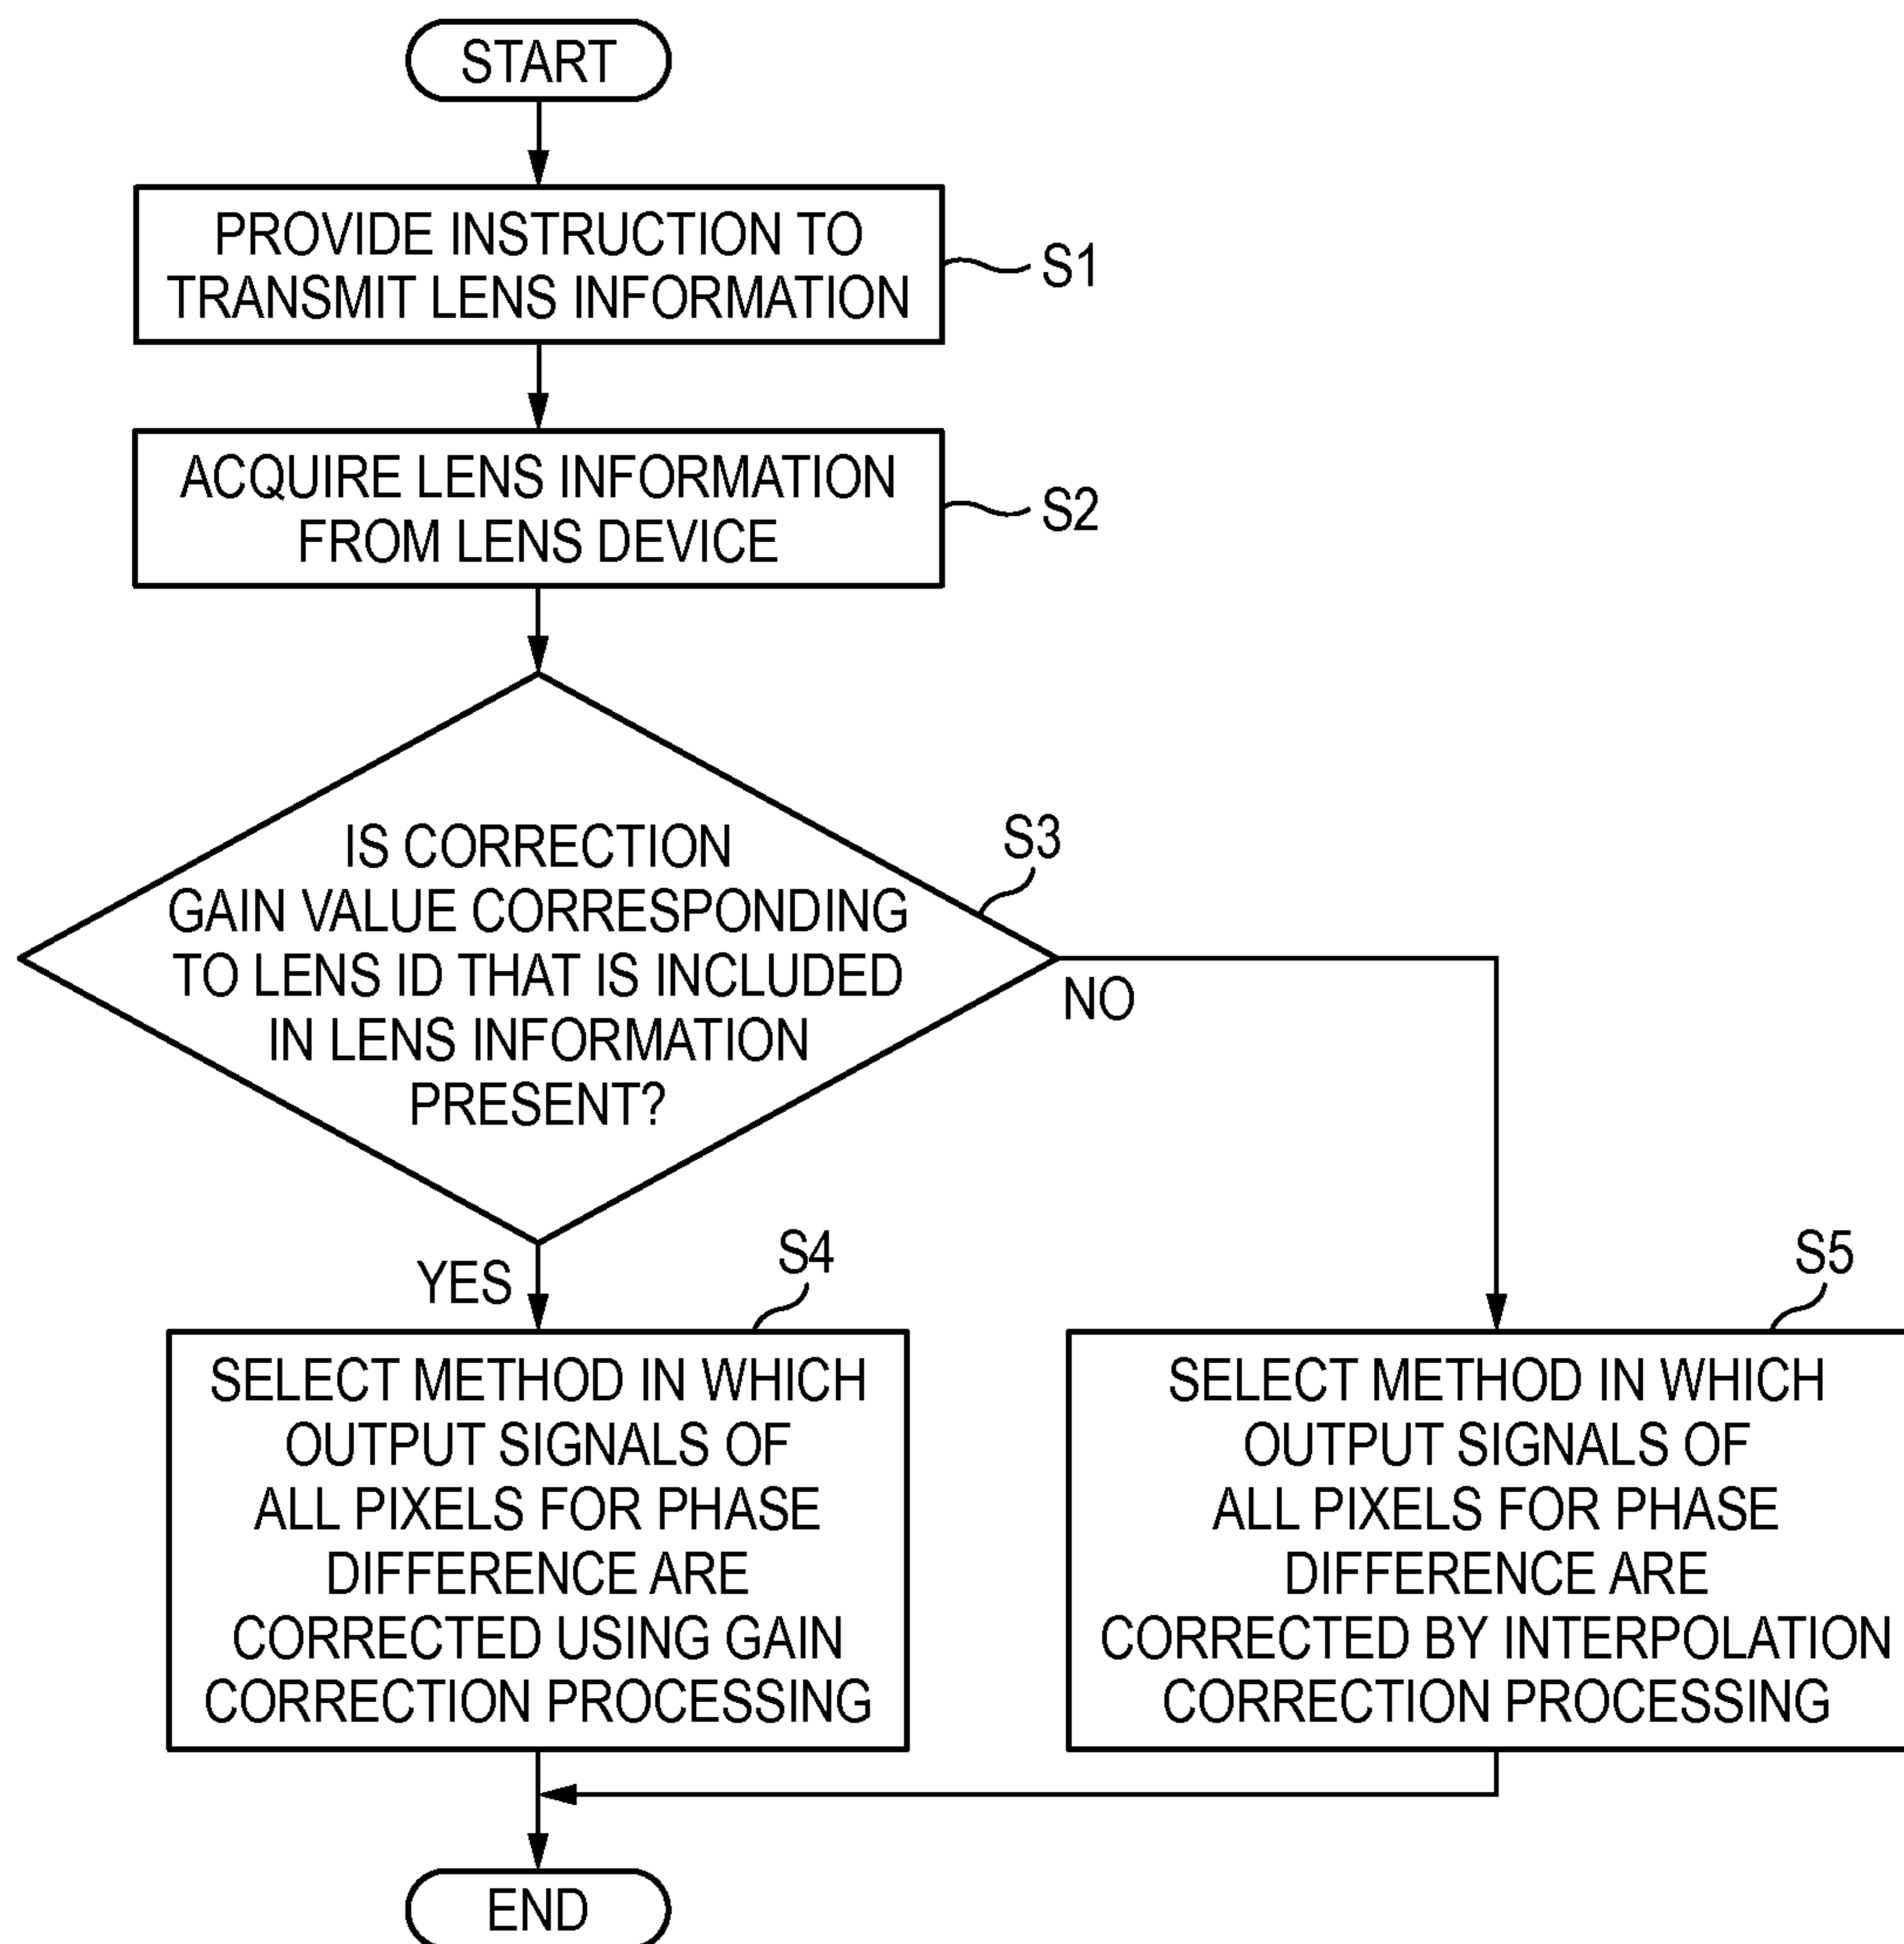 START
PROVIDE INSTRUCTION TO
TRANSMIT LENS INFORMATION
S1
ACQUIRE LENS INFORMATION
FROM LENS DEVICE
S2
IS CORRECTION
GAIN VALUE CORRESPONDING
TO LENS ID THAT IS INCLUDED
IN LENS INFORMATION
PRESENT?
S3
NO
YES
S4
SELECT METHOD IN WHICH
OUTPUT SIGNALS OF
ALL PIXELS FOR PHASE
DIFFERENCE ARE
CORRECTED USING GAIN
CORRECTION PROCESSING
S5
SELECT METHOD IN WHICH
OUTPUT SIGNALS OF
ALL PIXELS FOR PHASE
DIFFERENCE ARE
CORRECTED BY INTERPOLATION
CORRECTION PROCESSING
END